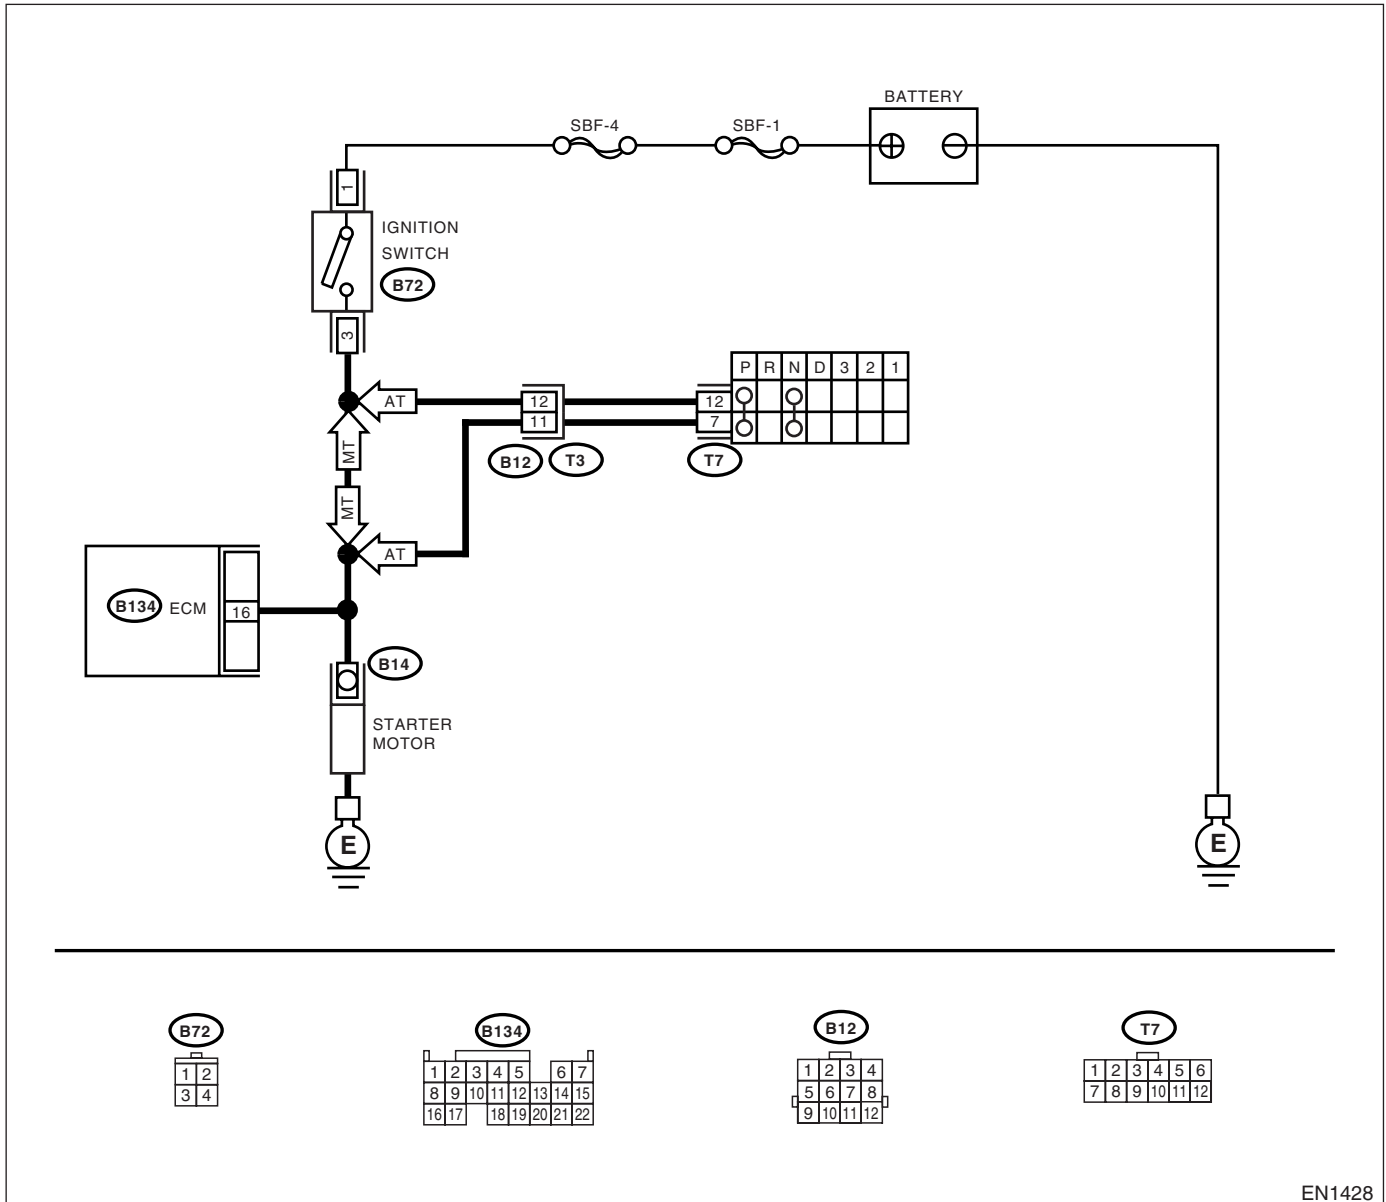 BATTERY
SBF-4
SBF-1
1
IGNITION
SWITCH
B72
3
P R N D 3 2 1
AT
12
12
11
7
MT
B12
T3
T7
MT
AT
B134
ECM
16
B14
STARTER
MOTOR
E
E
B72
B134
B12
T7
1 2
3 4
1 2 3 4 5 6 7
8 9 10 11 12 13 14 15
16 17 18 19 20 21 22
1 2 3 4
5 6 7 8
9 10 11 12
1 2 3 4 5 6
7 8 9 10 11 12
EN1428